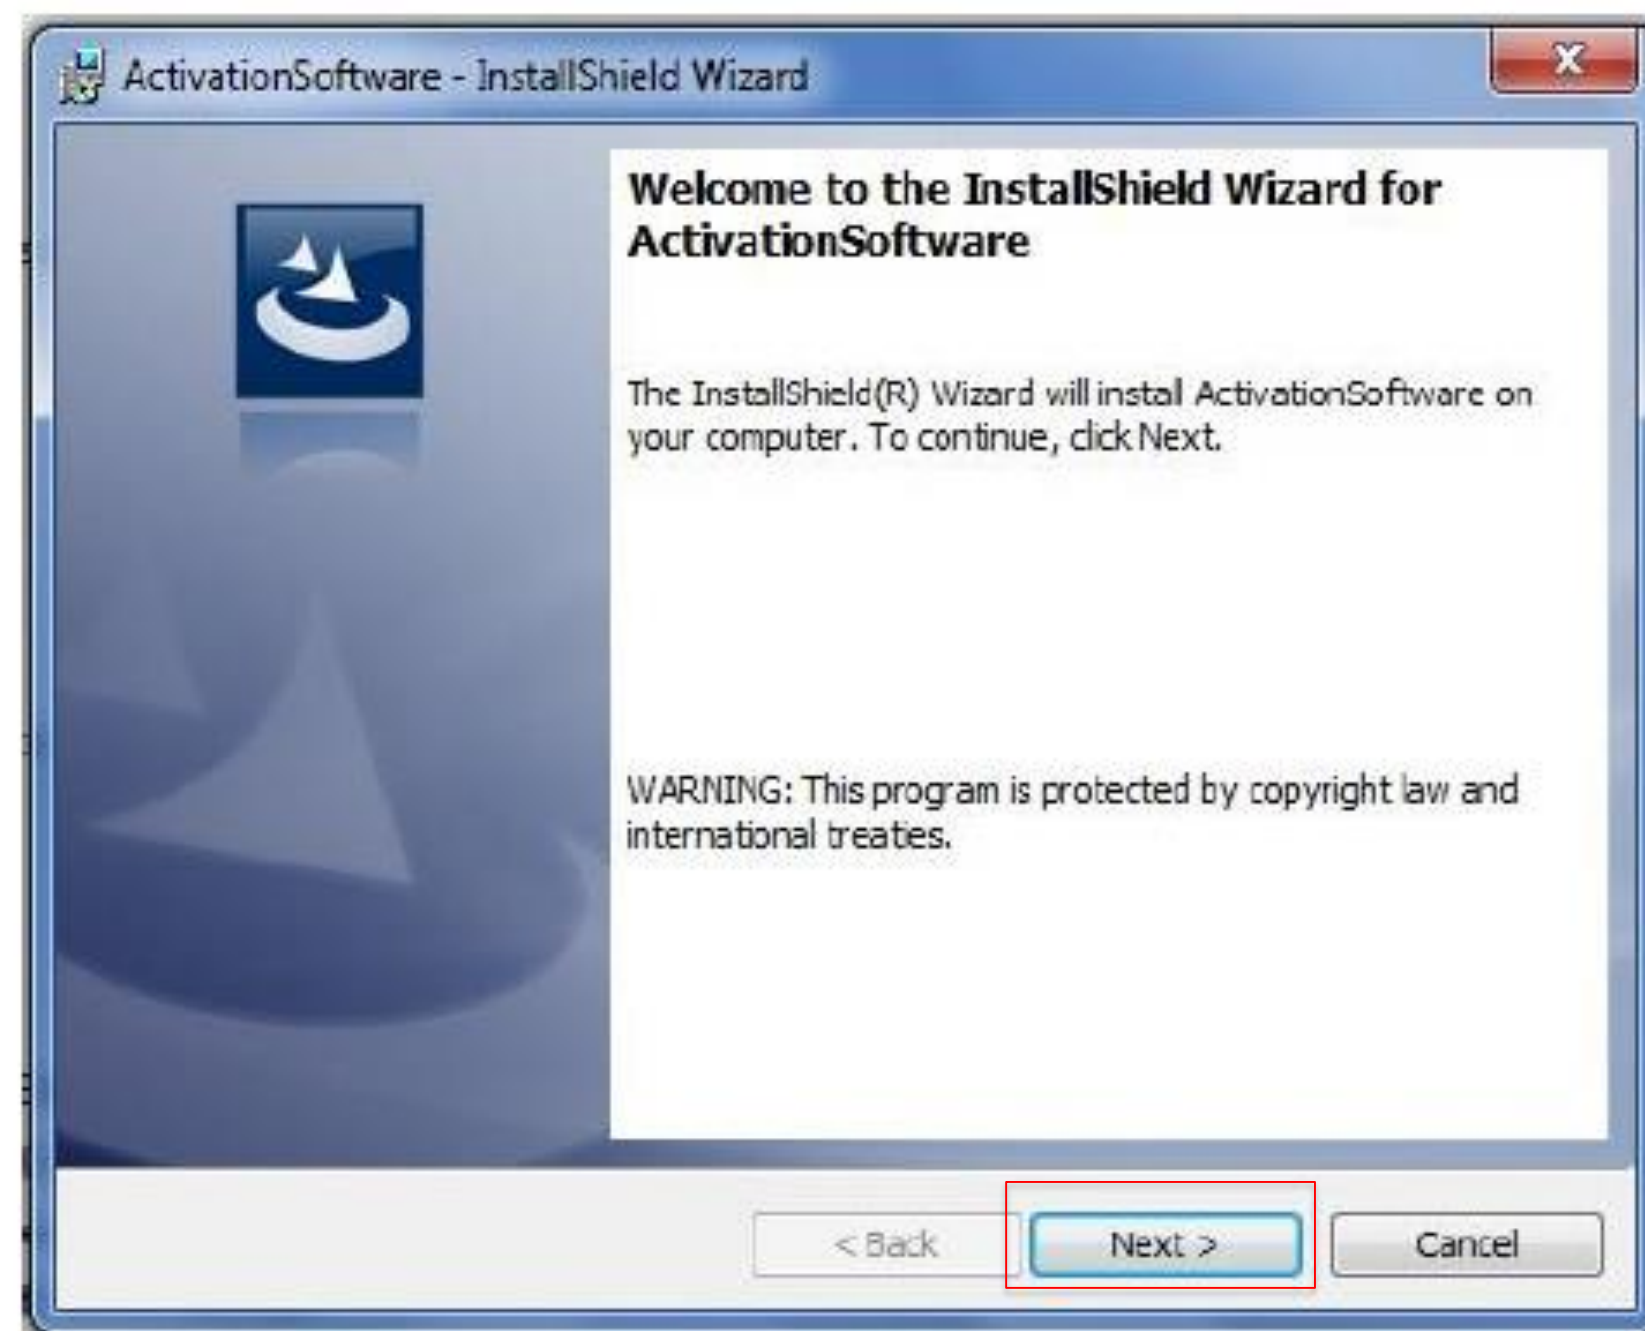 ActivationSoftware - InstallShield Wizard
X
Welcome to the InstallShield Wizard for
ActivationSoftware
The InstallShield(R) Wizard will install ActivationSoftware on
your computer. To continue, click Next.
WARNING: This program is protected by copyright law and
international treaties.
< Back
Next >
Cancel